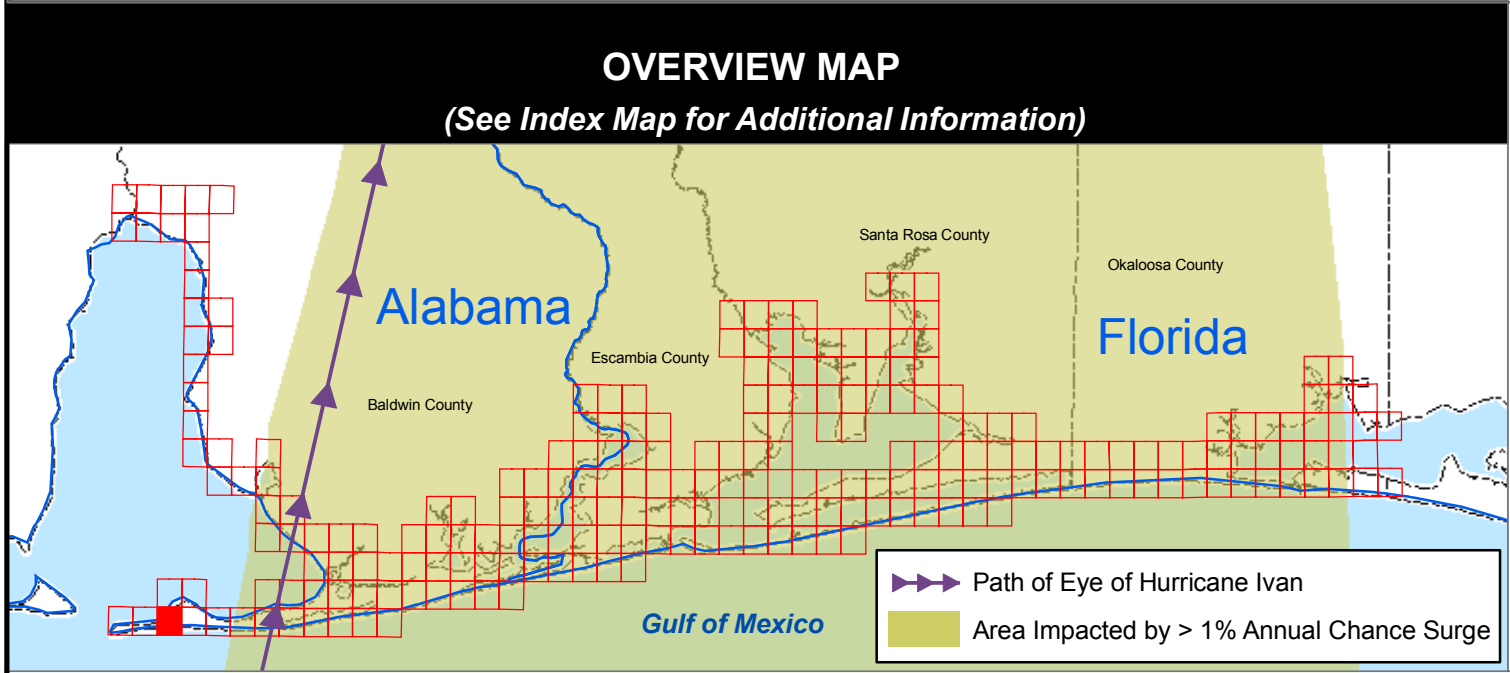 OVERVIEW MAP
(See Index Map for Additional Information)
Santa Rosa County
Okaloosa County
Alabama
Florida
Escambia County
Baldwin County
Path of Eye of Hurricane Ivan
Gulf of Mexico
Area Impacted by > 1% Annual Chance Surge